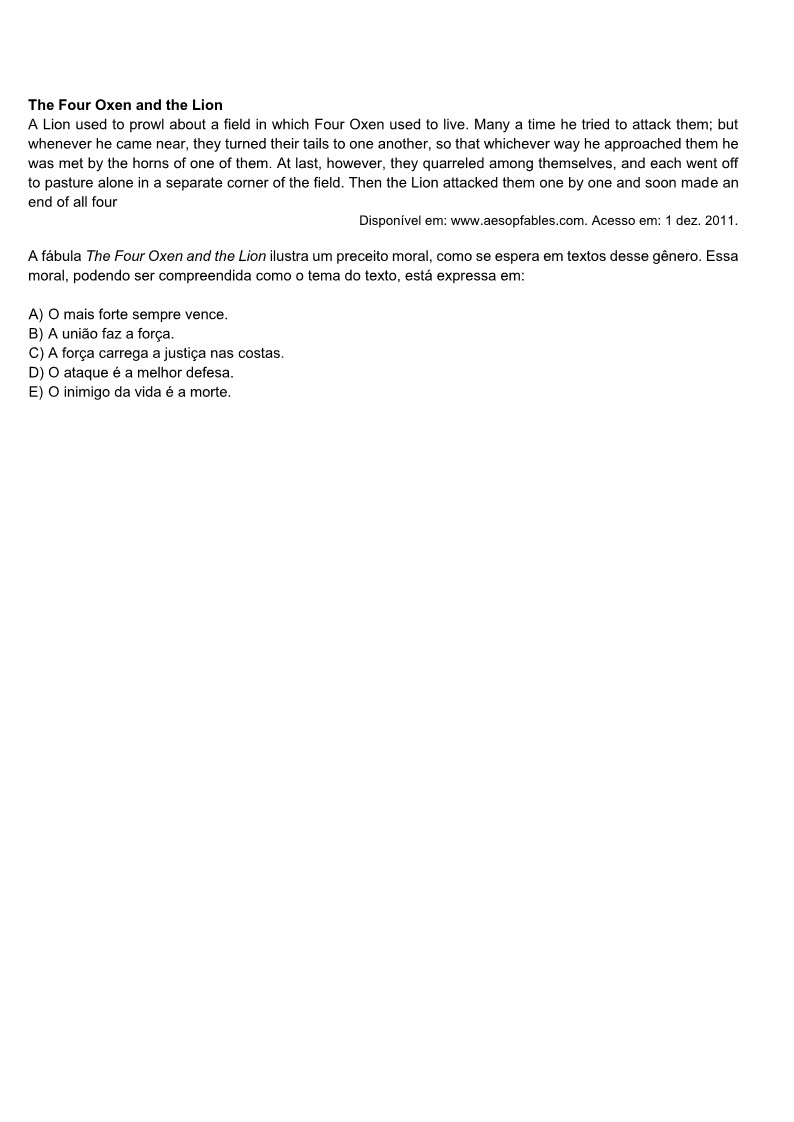 The Four Oxen and the Lion
A Lion used to prowl about a field in which Four Oxen used to live. Many a time he tried to attack them; but
whenever he came near, they turned their tails to one another, so that whichever way he approached them he
was met by the horns of one of them. At last, however, they quarreled among themselves, and each went off
to pasture alone in a separate corner of the field. Then the Lion attacked them one by one and soon made an
end of all four
Disponível em: www.aesopfables.com. Acesso em: 1 dez. 2011.
A fábula The Four Oxen and the Lion ilustra um preceito moral, como se espera em textos desse gênero. Essa
moral, podendo ser compreendida como o tema do texto, está expressa em:
A) O mais forte sempre vence.
B) A união faz a força.
C) A força carrega a justiça nas costas.
D) O ataque é a melhor defesa.
E) O inimigo da vida é a morte.